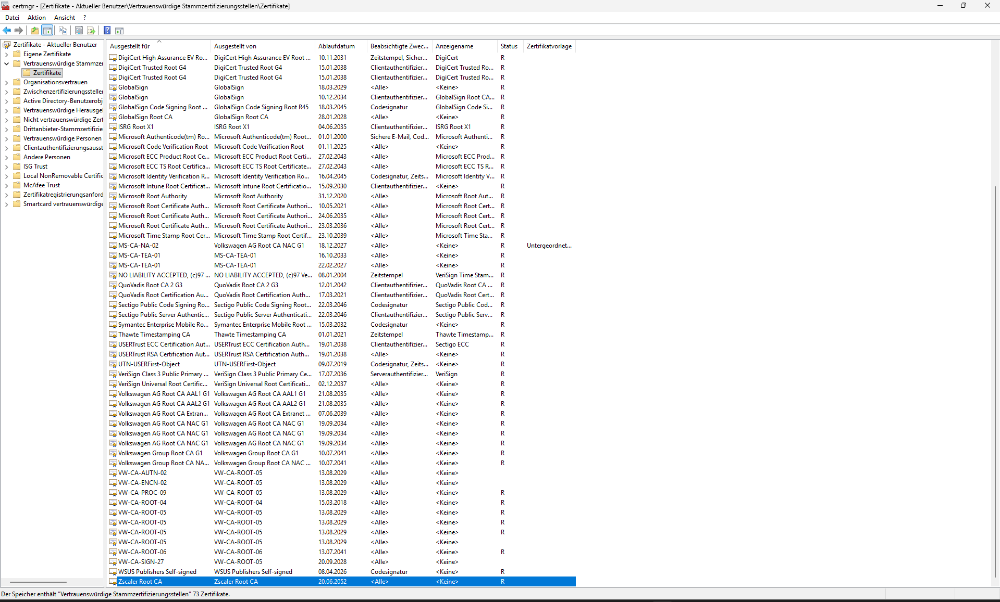 certmgr - [Zertifikate - Aktueller Benutzer\Vertrauenswürdige Stammzertifizierungsstellen\Zertifikate]
Datei Aktion Ansicht ?
Zertifikate - Aktueller Benutzer
Eigene Zertifikate
Vertrauenswürdige Stammzer
Zertifikate
Organisationsvertrauen
Zwischenzertifizierungsstellen
Active Directory-Benutzerobj
Vertrauenswürdige Herausgel
Nicht vertrauenswürdige Zert
Drittanbieter-Stammzertifizie
Vertrauenswürdige Personen
Clientauthentifizierungsausst
Andere Personen
ISG Trust
Local NonRemovable Certific
McAfee Trust
Zertifikatregistrierungsanford
Smartcard vertrauenswürdige
Ausgestellt für Ausgestellt von Ablaufdatum Beabsichtigte Zwec... Anzeigename Status Zertifikatvorlage
DigiCert High Assurance EV Ro... DigiCert High Assurance EV Root ... 10.11.2031 Zeitstempel, Sicher... DigiCert R
DigiCert Trusted Root G4 DigiCert Trusted Root G4 15.01.2038 Clientauthentifizier... DigiCert Trusted Ro... R
DigiCert Trusted Root G4 DigiCert Trusted Root G4 15.01.2038 Clientauthentifizier... DigiCert Trusted Ro... R
GlobalSign GlobalSign 18.03.2029 <Alle> <Keine> R
GlobalSign GlobalSign 10.12.2034 Clientauthentifizier... GlobalSign Root CA... R
GlobalSign Code Signing Root ... GlobalSign Code Signing Root R45 18.03.2045 Codesignatur GlobalSign Code Si... R
GlobalSign Root CA GlobalSign Root CA 28.01.2028 <Alle> <Keine> R
ISRG Root X1 ISRG Root X1 04.06.2035 Clientauthentifizier... ISRG Root X1 R
Microsoft Authenticode(tm) Ro... Microsoft Authenticode(tm) Root... 01.01.2000 Sichere E-Mail, Cod... Microsoft Authenti... R
Microsoft Code Verification Root Microsoft Code Verification Root 01.11.2025 <Alle> <Keine> R
Microsoft ECC Product Root Ce... Microsoft ECC Product Root Certi... 27.02.2043 <Alle> Microsoft ECC Prod... R
Microsoft ECC TS Root Certifica... Microsoft ECC TS Root Certificate... 27.02.2043 <Alle> Microsoft ECC TS R... R
Microsoft Identity Verification R... Microsoft Identity Verification Ro... 16.04.2045 Codesignatur, Zeits... Microsoft Identity V... R
Microsoft Intune Root Certificat... Microsoft Intune Root Certificatio... 15.09.2030 Clientauthentifizier... <Keine> R
Microsoft Root Authority Microsoft Root Authority 31.12.2020 <Alle> Microsoft Root Aut... R
Microsoft Root Certificate Auth... Microsoft Root Certificate Authori... 10.05.2021 <Alle> Microsoft Root Cert... R
Microsoft Root Certificate Auth... Microsoft Root Certificate Authori... 24.06.2035 <Alle> Microsoft Root Cert... R
Microsoft Root Certificate Auth... Microsoft Root Certificate Authori... 23.03.2036 <Alle> Microsoft Root Cert... R
Microsoft Time Stamp Root Cer... Microsoft Time Stamp Root Certif... 23.10.2039 <Alle> Microsoft Time Sta... R
MS-CA-NA-02 Volkswagen AG Root CA NAC G1 18.12.2027 <Alle> <Keine> R Untergeordnet...
MS-CA-TEA-01 MS-CA-TEA-01 16.10.2033 <Alle> <Keine> R
MS-CA-TEA-01 MS-CA-TEA-01 22.02.2027 <Alle> <Keine> R
NO LIABILITY ACCEPTED, (c)97 ... NO LIABILITY ACCEPTED, (c)97 Ve... 08.01.2004 Zeitstempel VeriSign Time Stam... R
QuoVadis Root CA 2 G3 QuoVadis Root CA 2 G3 12.01.2042 Clientauthentifizier... QuoVadis Root CA ... R
QuoVadis Root Certification Au... QuoVadis Root Certification Auth... 17.03.2021 Clientauthentifizier... QuoVadis Root Cert... R
Sectigo Public Code Signing Ro... Sectigo Public Code Signing Root... 22.03.2046 Codesignatur Sectigo Public Cod... R
Sectigo Public Server Authentic... Sectigo Public Server Authenticati... 22.03.2046 Clientauthentifizier... Sectigo Public Serv... R
Symantec Enterprise Mobile Ro... Symantec Enterprise Mobile Root ... 15.03.2032 Codesignatur <Keine> R
Thawte Timestamping CA Thawte Timestamping CA 01.01.2021 Zeitstempel Thawte Timestamp... R
USERTrust ECC Certification Aut... USERTrust ECC Certification Auth... 19.01.2038 Clientauthentifizier... Sectigo ECC R
USERTrust RSA Certification Aut... USERTrust RSA Certification Auth... 19.01.2038 <Alle> <Keine> R
UTN-USERFirst-Object UTN-USERFirst-Object 09.07.2019 Codesignatur, Zeits... <Keine> R
VeriSign Class 3 Public Primary ... VeriSign Class 3 Public Primary Ce... 17.07.2036 Serverauthentifizier... VeriSign R
VeriSign Universal Root Certific... VeriSign Universal Root Certificati... 02.12.2037 <Alle> <Keine> R
Volkswagen AG Root CA AAL1 G1 Volkswagen AG Root CA AAL1 G1 21.08.2035 <Alle> <Keine> R
Volkswagen AG Root CA AAL2 G1 Volkswagen AG Root CA AAL2 G1 21.08.2035 <Alle> <Keine> R
Volkswagen AG Root CA Extran... Volkswagen AG Root CA Extranet ... 07.06.2039 <Alle> <Keine> R
Volkswagen AG Root CA NAC G1 Volkswagen AG Root CA NAC G1 19.09.2034 <Alle> <Keine> R
Volkswagen AG Root CA NAC G1 Volkswagen AG Root CA NAC G1 19.09.2034 <Alle> <Keine> R
Volkswagen AG Root CA NAC G1 Volkswagen AG Root CA NAC G1 19.09.2034 <Alle> <Keine> R
Volkswagen Group Root CA G1 Volkswagen Group Root CA G1 10.07.2041 <Alle> <Keine> R
Volkswagen Group Root CA NA... Volkswagen Group Root CA NAC ... 10.07.2041 <Alle> <Keine> R
VW-CA-AUTN-02 VW-CA-ROOT-05 13.08.2029 <Alle> <Keine>
VW-CA-ENCN-02 VW-CA-ROOT-05 13.08.2029 <Alle> <Keine>
VW-CA-PROC-09 VW-CA-ROOT-05 13.08.2029 <Alle> <Keine> R
VW-CA-ROOT-04 VW-CA-ROOT-04 15.03.2018 <Alle> <Keine> R
VW-CA-ROOT-05 VW-CA-ROOT-05 13.08.2029 <Alle> <Keine> R
VW-CA-ROOT-05 VW-CA-ROOT-05 13.08.2029 <Alle> <Keine> R
VW-CA-ROOT-05 VW-CA-ROOT-05 13.08.2029 <Alle> <Keine> R
VW-CA-ROOT-05 VW-CA-ROOT-05 13.08.2029 <Alle> <Keine>
VW-CA-ROOT-06 VW-CA-ROOT-06 13.07.2041 <Alle> <Keine> R
VW-CA-SIGN-27 VW-CA-ROOT-05 20.09.2028 <Alle> <Keine>
WSUS Publishers Self-signed WSUS Publishers Self-signed 08.04.2026 Codesignatur <Keine> R
Zscaler Root CA Zscaler Root CA 20.06.2052 <Alle> <Keine> R
Der Speicher enthält "Vertrauenswürdige Stammzertifizierungsstellen" 73 Zertifikate.